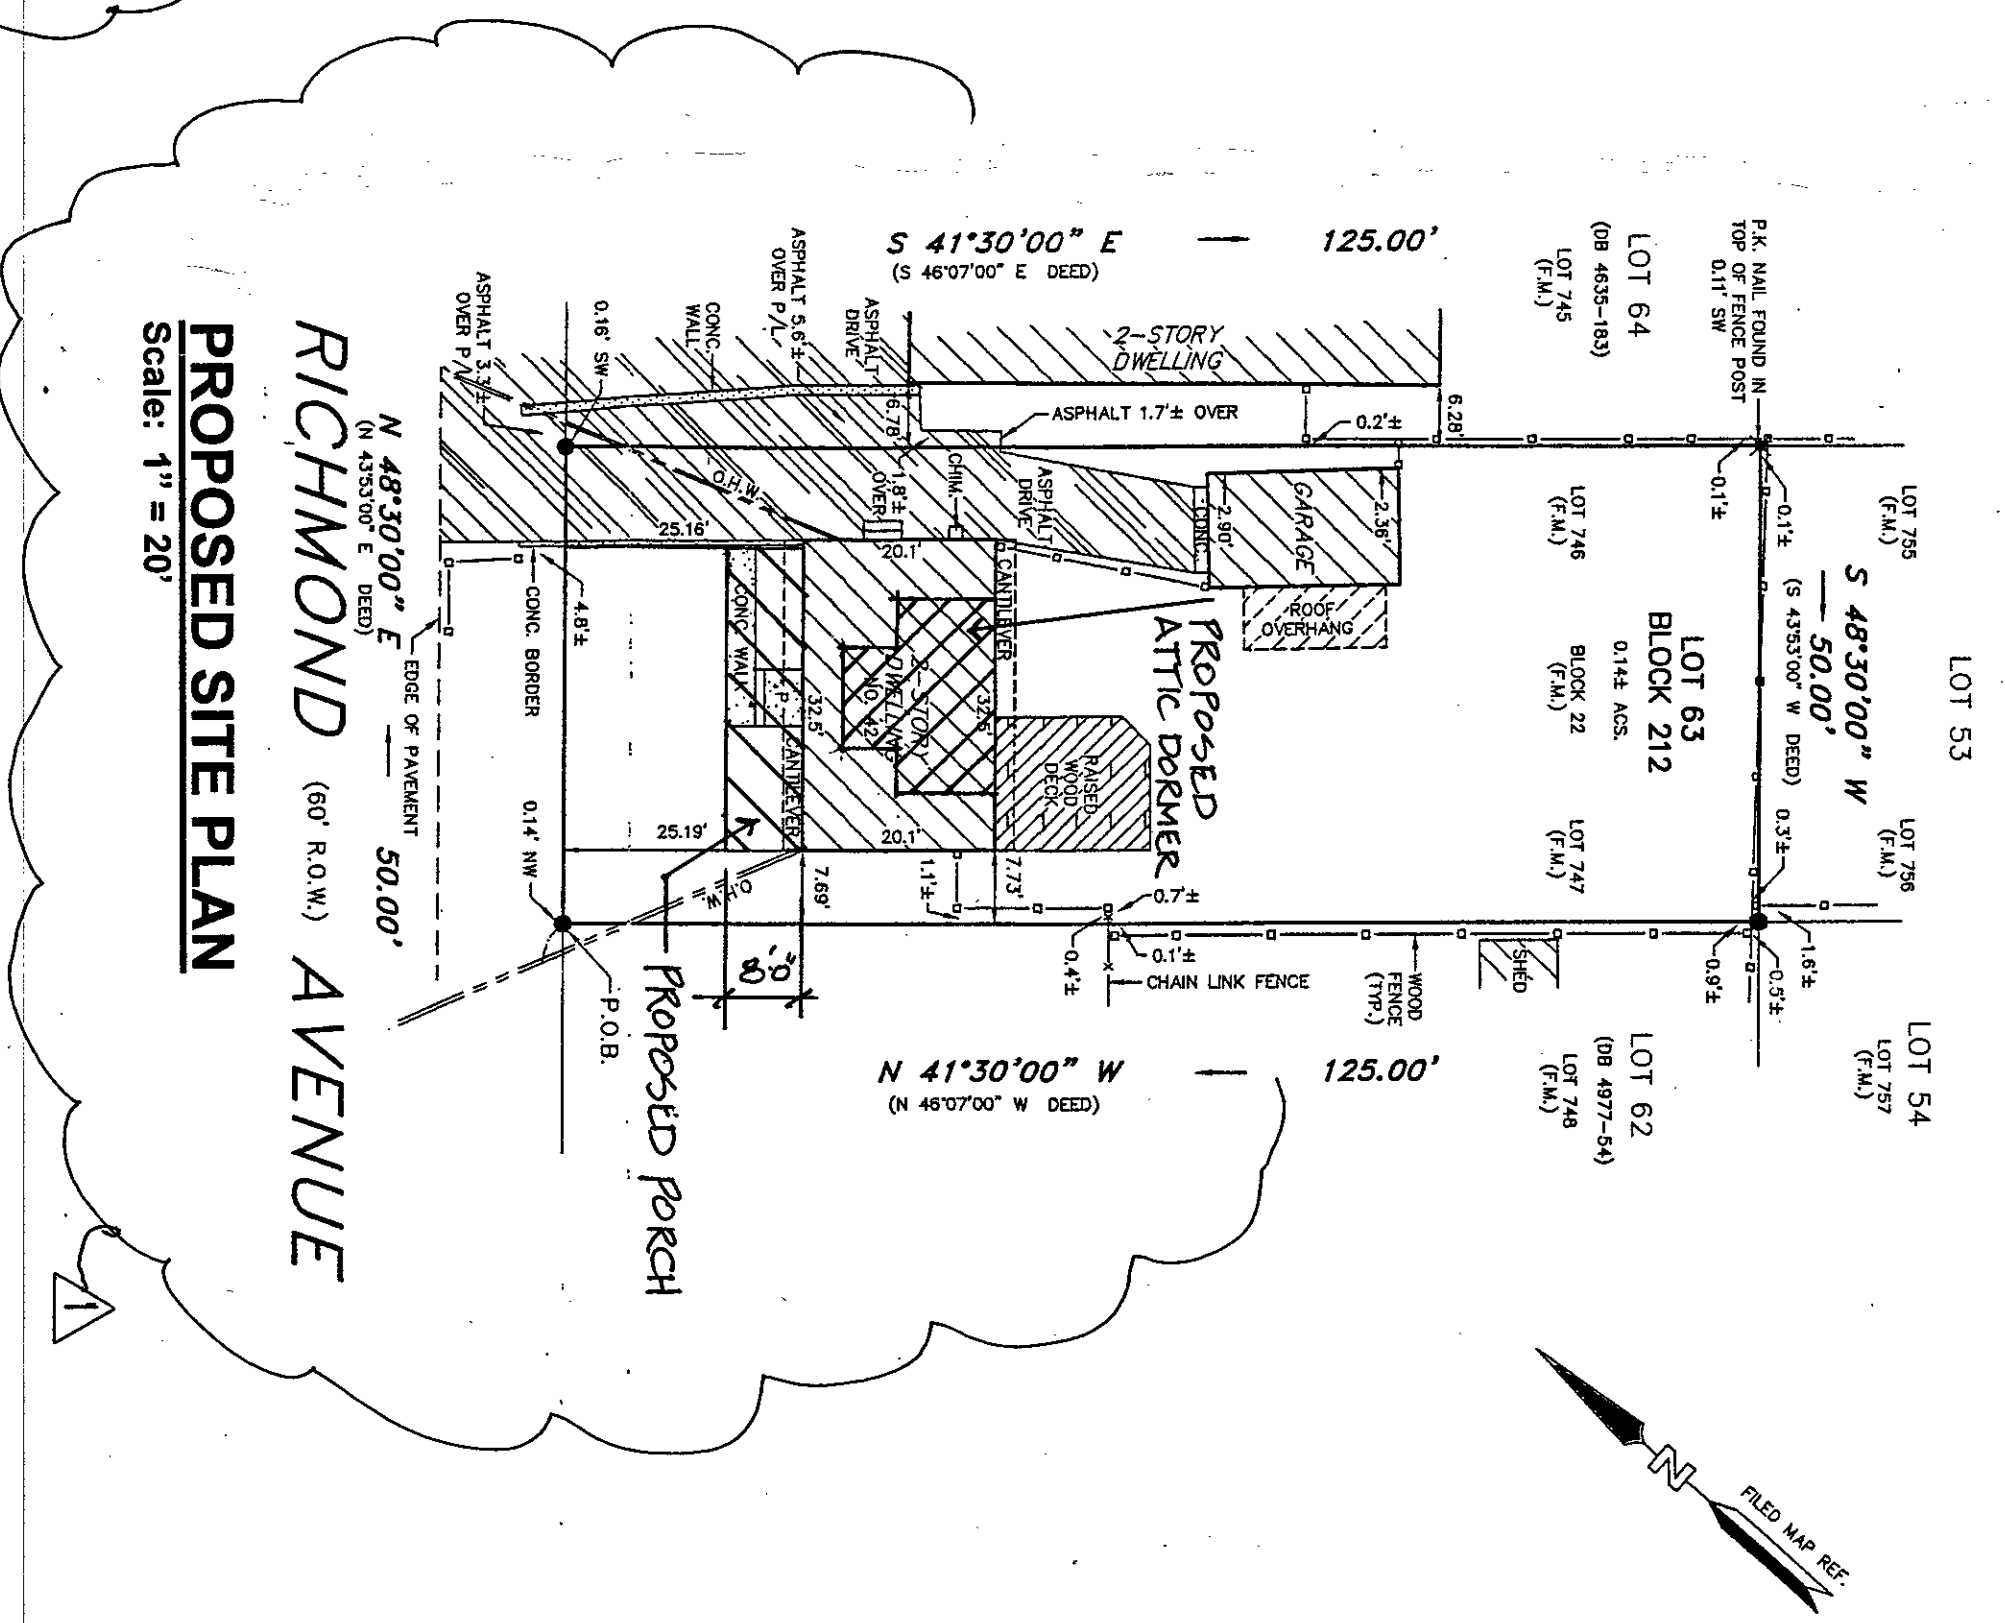 LOT 53
LOT 54
LOT 757
(F.M.)
LOT 755
(F.M.)
LOT 756
(F.M.)
S 48°30'00" W
50.00'
(S 43°53'00" W DEED)
0.1'±
0.1'±
0.3'±
1.6'±
0.5'±
0.9'±
P.K. NAIL FOUND IN
TOP OF FENCE POST
0.11' SW
LOT 64
(DB 4635-183)
LOT 745
(F.M.)
LOT 63
BLOCK 212
0.14± ACS.
LOT 746
(F.M.)
BLOCK 22
(F.M.)
LOT 747
(F.M.)
LOT 62
(DB 4977-54)
LOT 748
(F.M.)
SHED
WOOD
FENCE
(TYP.)
CHAIN LINK FENCE
S 41°30'00" E
125.00'
(S 46°07'00" E DEED)
N 41°30'00" W
125.00'
(N 46°07'00" W DEED)
6.28'
0.2'±
2-STORY
DWELLING
ASPHALT 1.7'± OVER
2.36'
GARAGE
2.90'
CONC.
ROOF
OVERHANG
PROPOSED
ATTIC DORMER
RAISED
WOOD
DECK
0.7'±
0.1'±
0.4'±
ASPHALT
DRIVE
CHIM.
CANTILEVER
32.5'
7.73'
1.1'±
6.78'
1.8'±
OVER
20.1'
20.1'
2-STORY
DWELLING
NO. 42
32.5'
7.69'
ASPHALT
DRIVE
ASPHALT 5.6'±
OVER P/L
CONC.
WALL
O.H.W.
25.16'
CONC. WALK
P
CANTILEVER
25.19'
O.H.W.
8'0"
PROPOSED PORCH
0.16' SW
4.8'±
0.14' NW
P.O.B.
CONC. BORDER
ASPHALT 3.3'±
OVER P/L
EDGE OF PAVEMENT
N 48°30'00" E
50.00'
(N 43°53'00" E DEED)
RICHMOND (60' R.O.W.) AVENUE
PROPOSED SITE PLAN
Scale: 1" = 20'
1
N
FILED MAP REF.